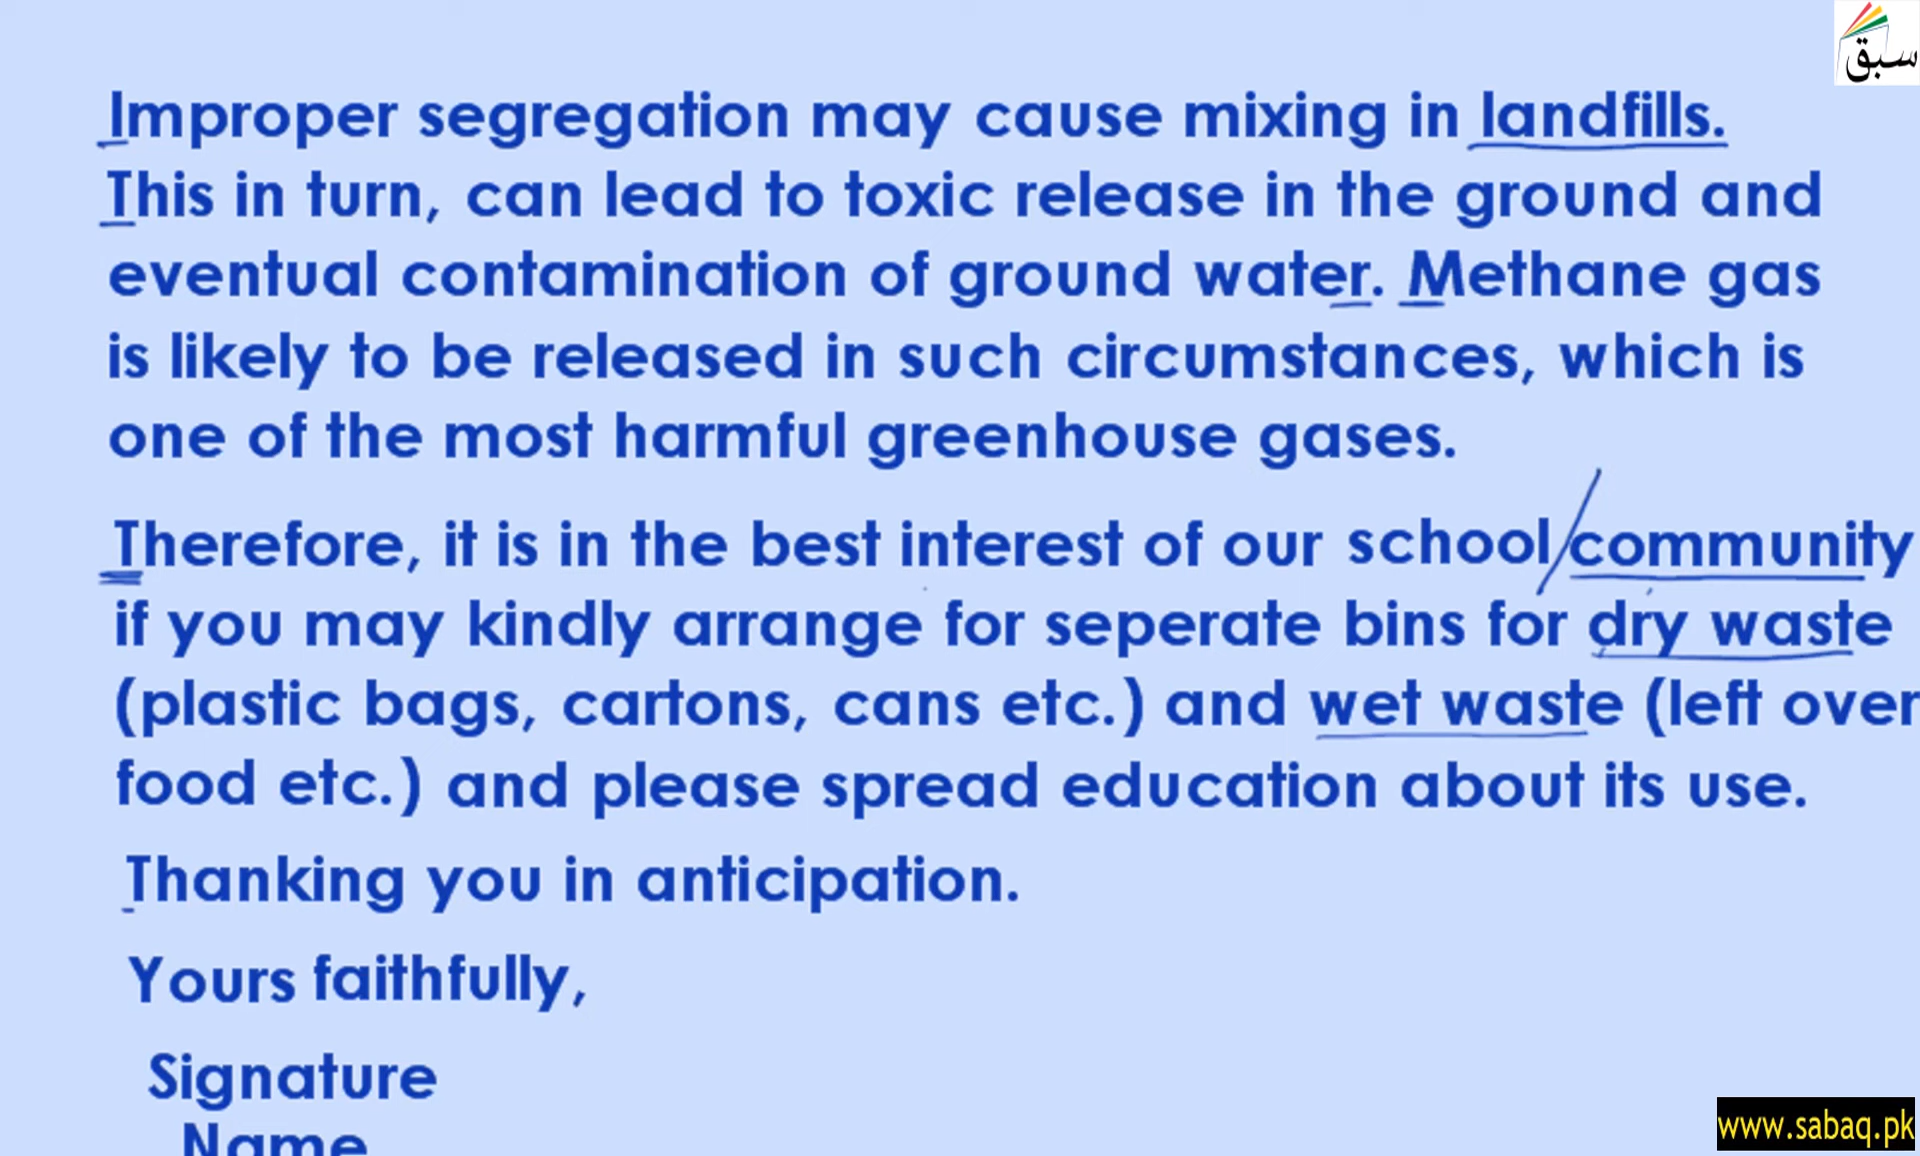 سبق
Improper segregation may cause mixing in landfills.
This in turn, can lead to toxic release in the ground and
eventual contamination of ground water. Methane gas
is likely to be released in such circumstances, which is
one of the most harmful greenhouse gases.
Therefore, it is in the best interest of our school/community
if you may kindly arrange for seperate bins for dry waste
(plastic bags, cartons, cans etc.) and wet waste (left over
food etc.) and please spread education about its use.
Thanking you in anticipation.
Yours faithfully,
Signature
Name
www.sabaq.pk